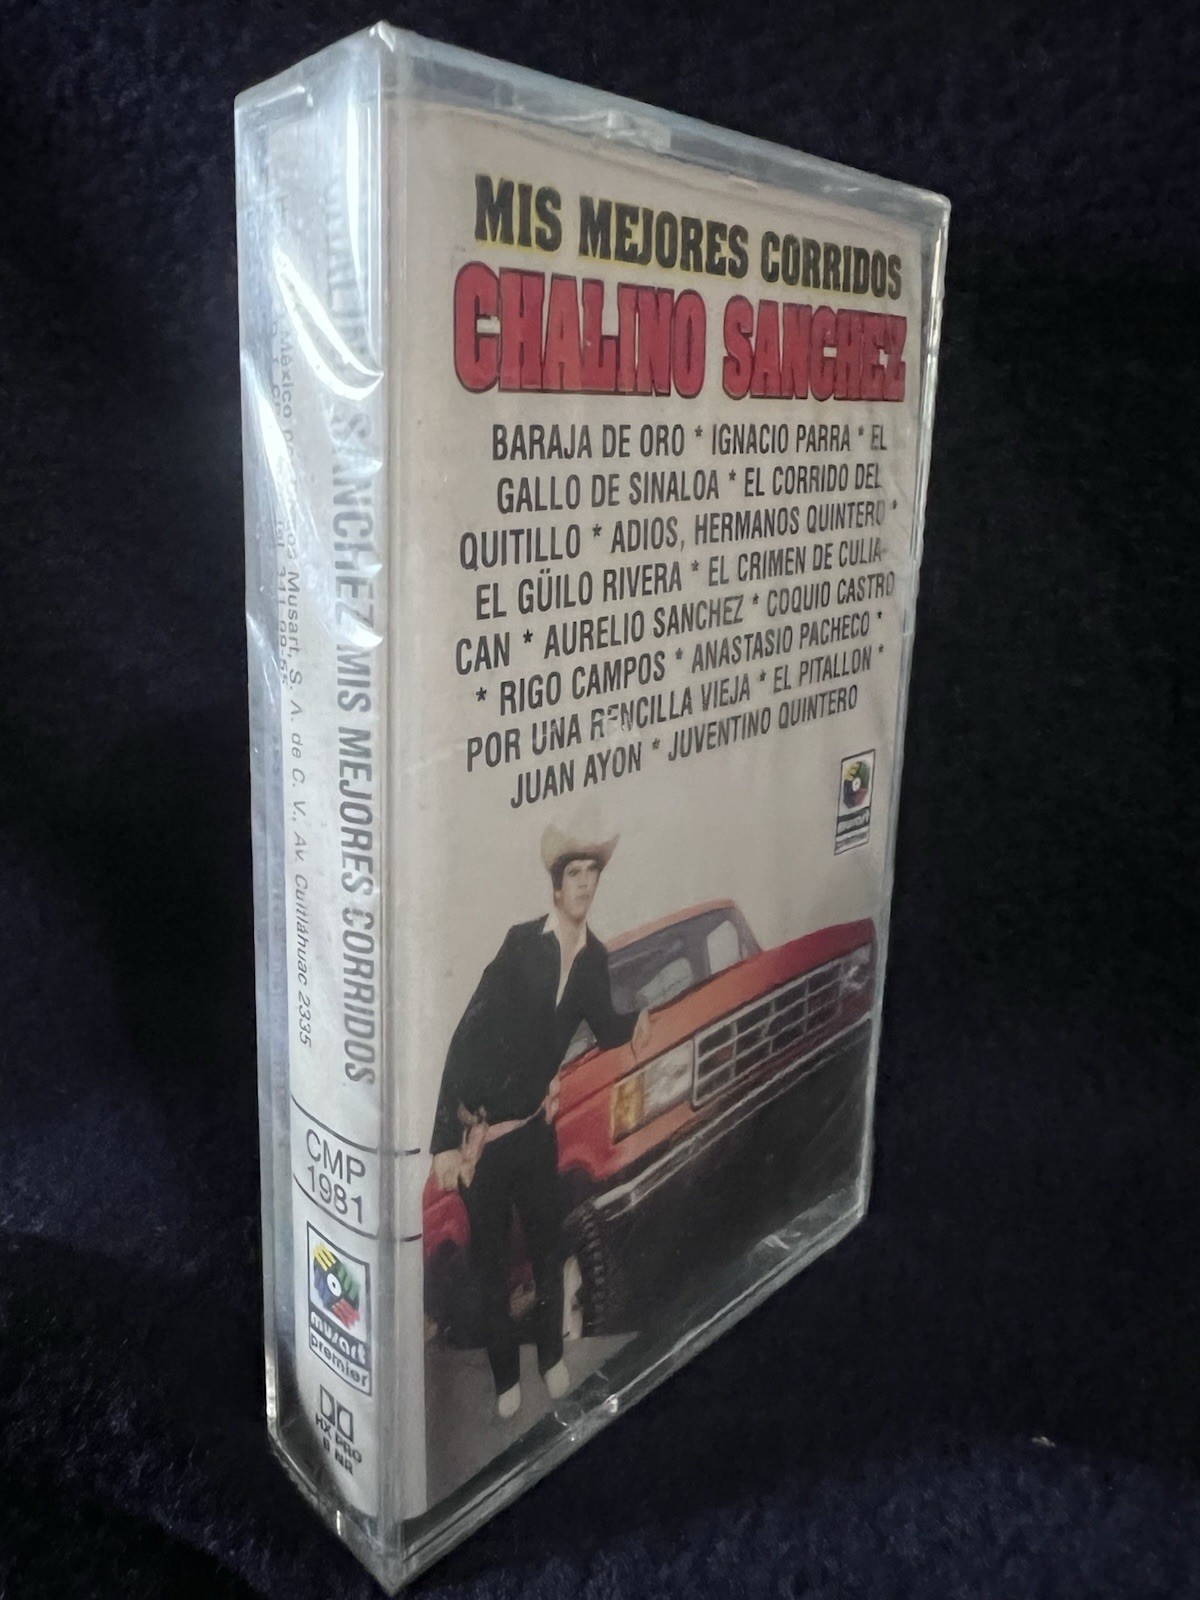 MIS MEJORES CORRIDOS
CHALINO SANCHEZ
BARAJA DE ORO * IGNACIO PARRA * EL
GALLO DE SINALOA * EL CORRIDO DEL
QUITILLO * ADIOS, HERMANOS QUINTERO *
EL GÜILO RIVERA * EL CRIMEN DE CULIA-
CAN * AURELIO SANCHEZ * COQUIO CASTRO
* RIGO CAMPOS * ANASTASIO PACHECO *
POR UNA RENCILLA VIEJA * EL PITALLON *
JUAN AYON * JUVENTINO QUINTERO
musart
SANCHEZ MIS MEJORES CORRIDOS
México Musart, S. A. de C. V., Av. Cuitláhuac 2335
CMP
1981
musart
premier
HX PRO
B NR